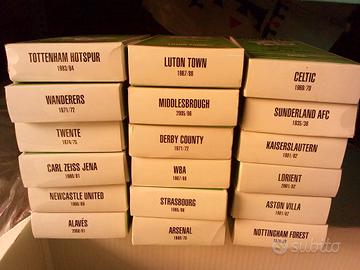 TOTTENHAM HOTSPUR
1983/84
WANDERERS
1971/72
TWENTE
1974/75
CARL ZEISS JENA
1980/81
NEWCASTLE UNITED
1968/69
ALAVÉS
2000/01
LUTON TOWN
1987/88
MIDDLESBROUGH
2005/06
DERBY COUNTY
1971/72
WBA
1967/68
STRASBOURG
ARSENAL
1969/70
CELTIC
1969/70
SUNDERLAND AFC
1935/36
KAISERSLAUTERN
1981/82
LORIENT
2001/02
ASTON VILLA
1981/82
NOTTINGHAM FOREST
subito